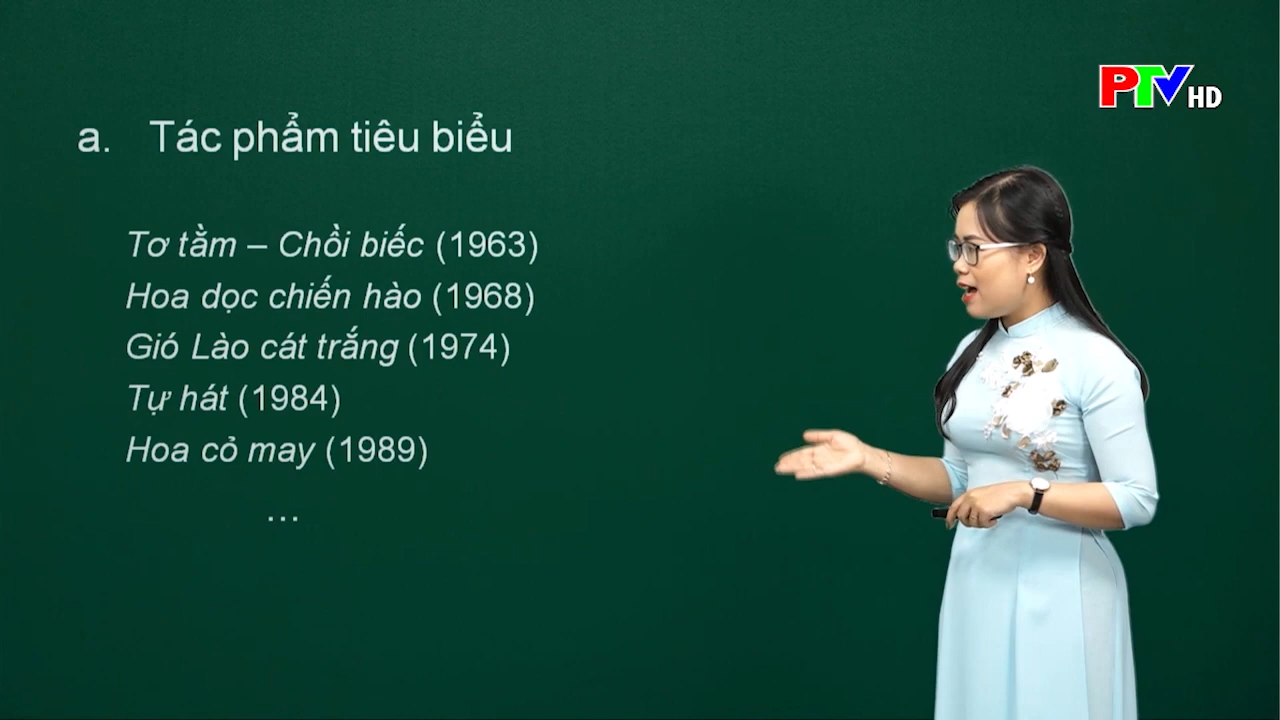 PTV HD
a. Tác phẩm tiêu biểu
Tơ tằm – Chồi biếc (1963)
Hoa dọc chiến hào (1968)
Gió Lào cát trắng (1974)
Tự hát (1984)
Hoa cỏ may (1989)
...